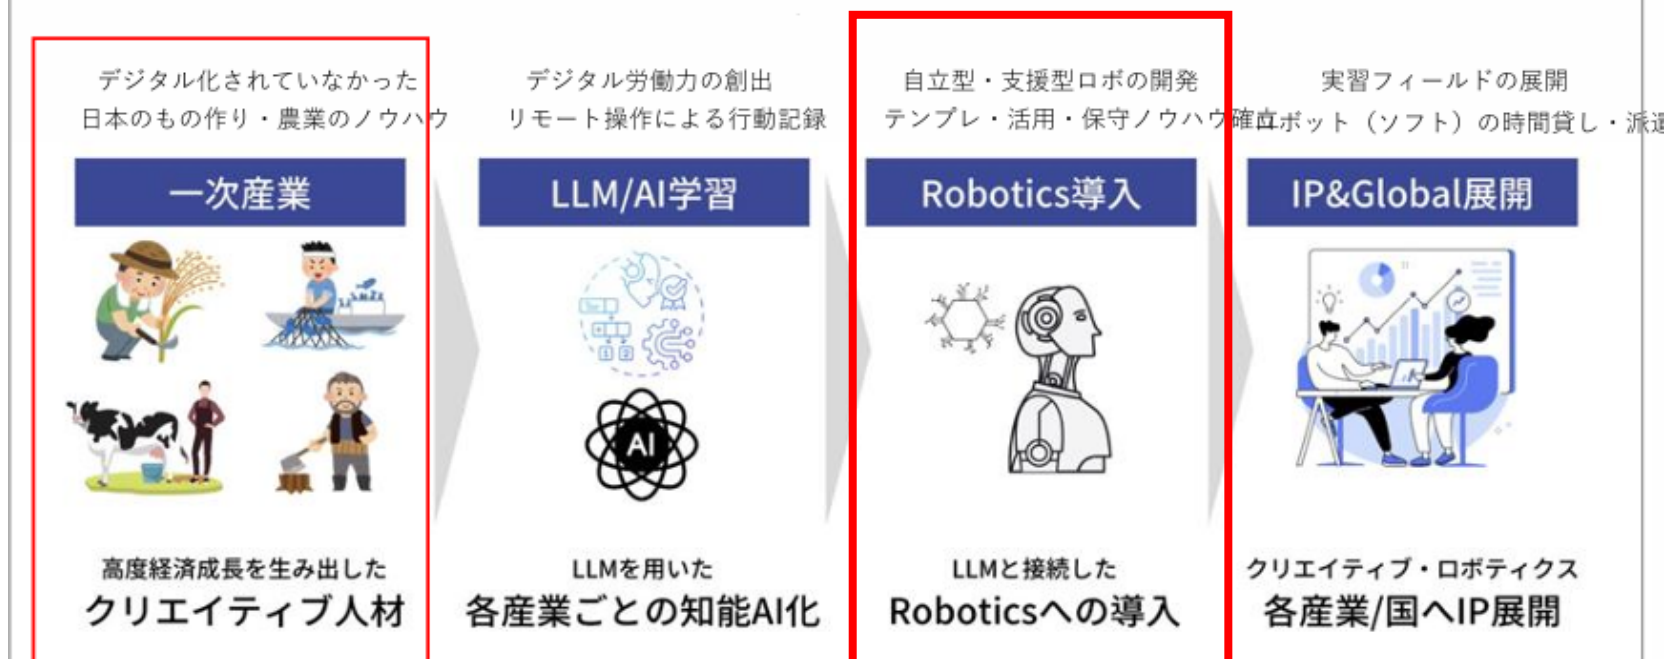 デジタル化されていなかった
日本のもの作り・農業のノウハウ
一次産業
高度経済成長を生み出した
クリエイティブ人材
デジタル労働力の創出
リモート操作による行動記録
LLM/AI学習
AI
LLMを用いた
各産業ごとの知能AI化
自立型・支援型ロボの開発
テンプレ・活用・保守ノウハウ確立
Robotics導入
LLMと接続した
Roboticsへの導入
実習フィールドの展開
ロボット（ソフト）の時間貸し・派遣
IP&Global展開
クリエイティブ・ロボティクス
各産業/国へIP展開